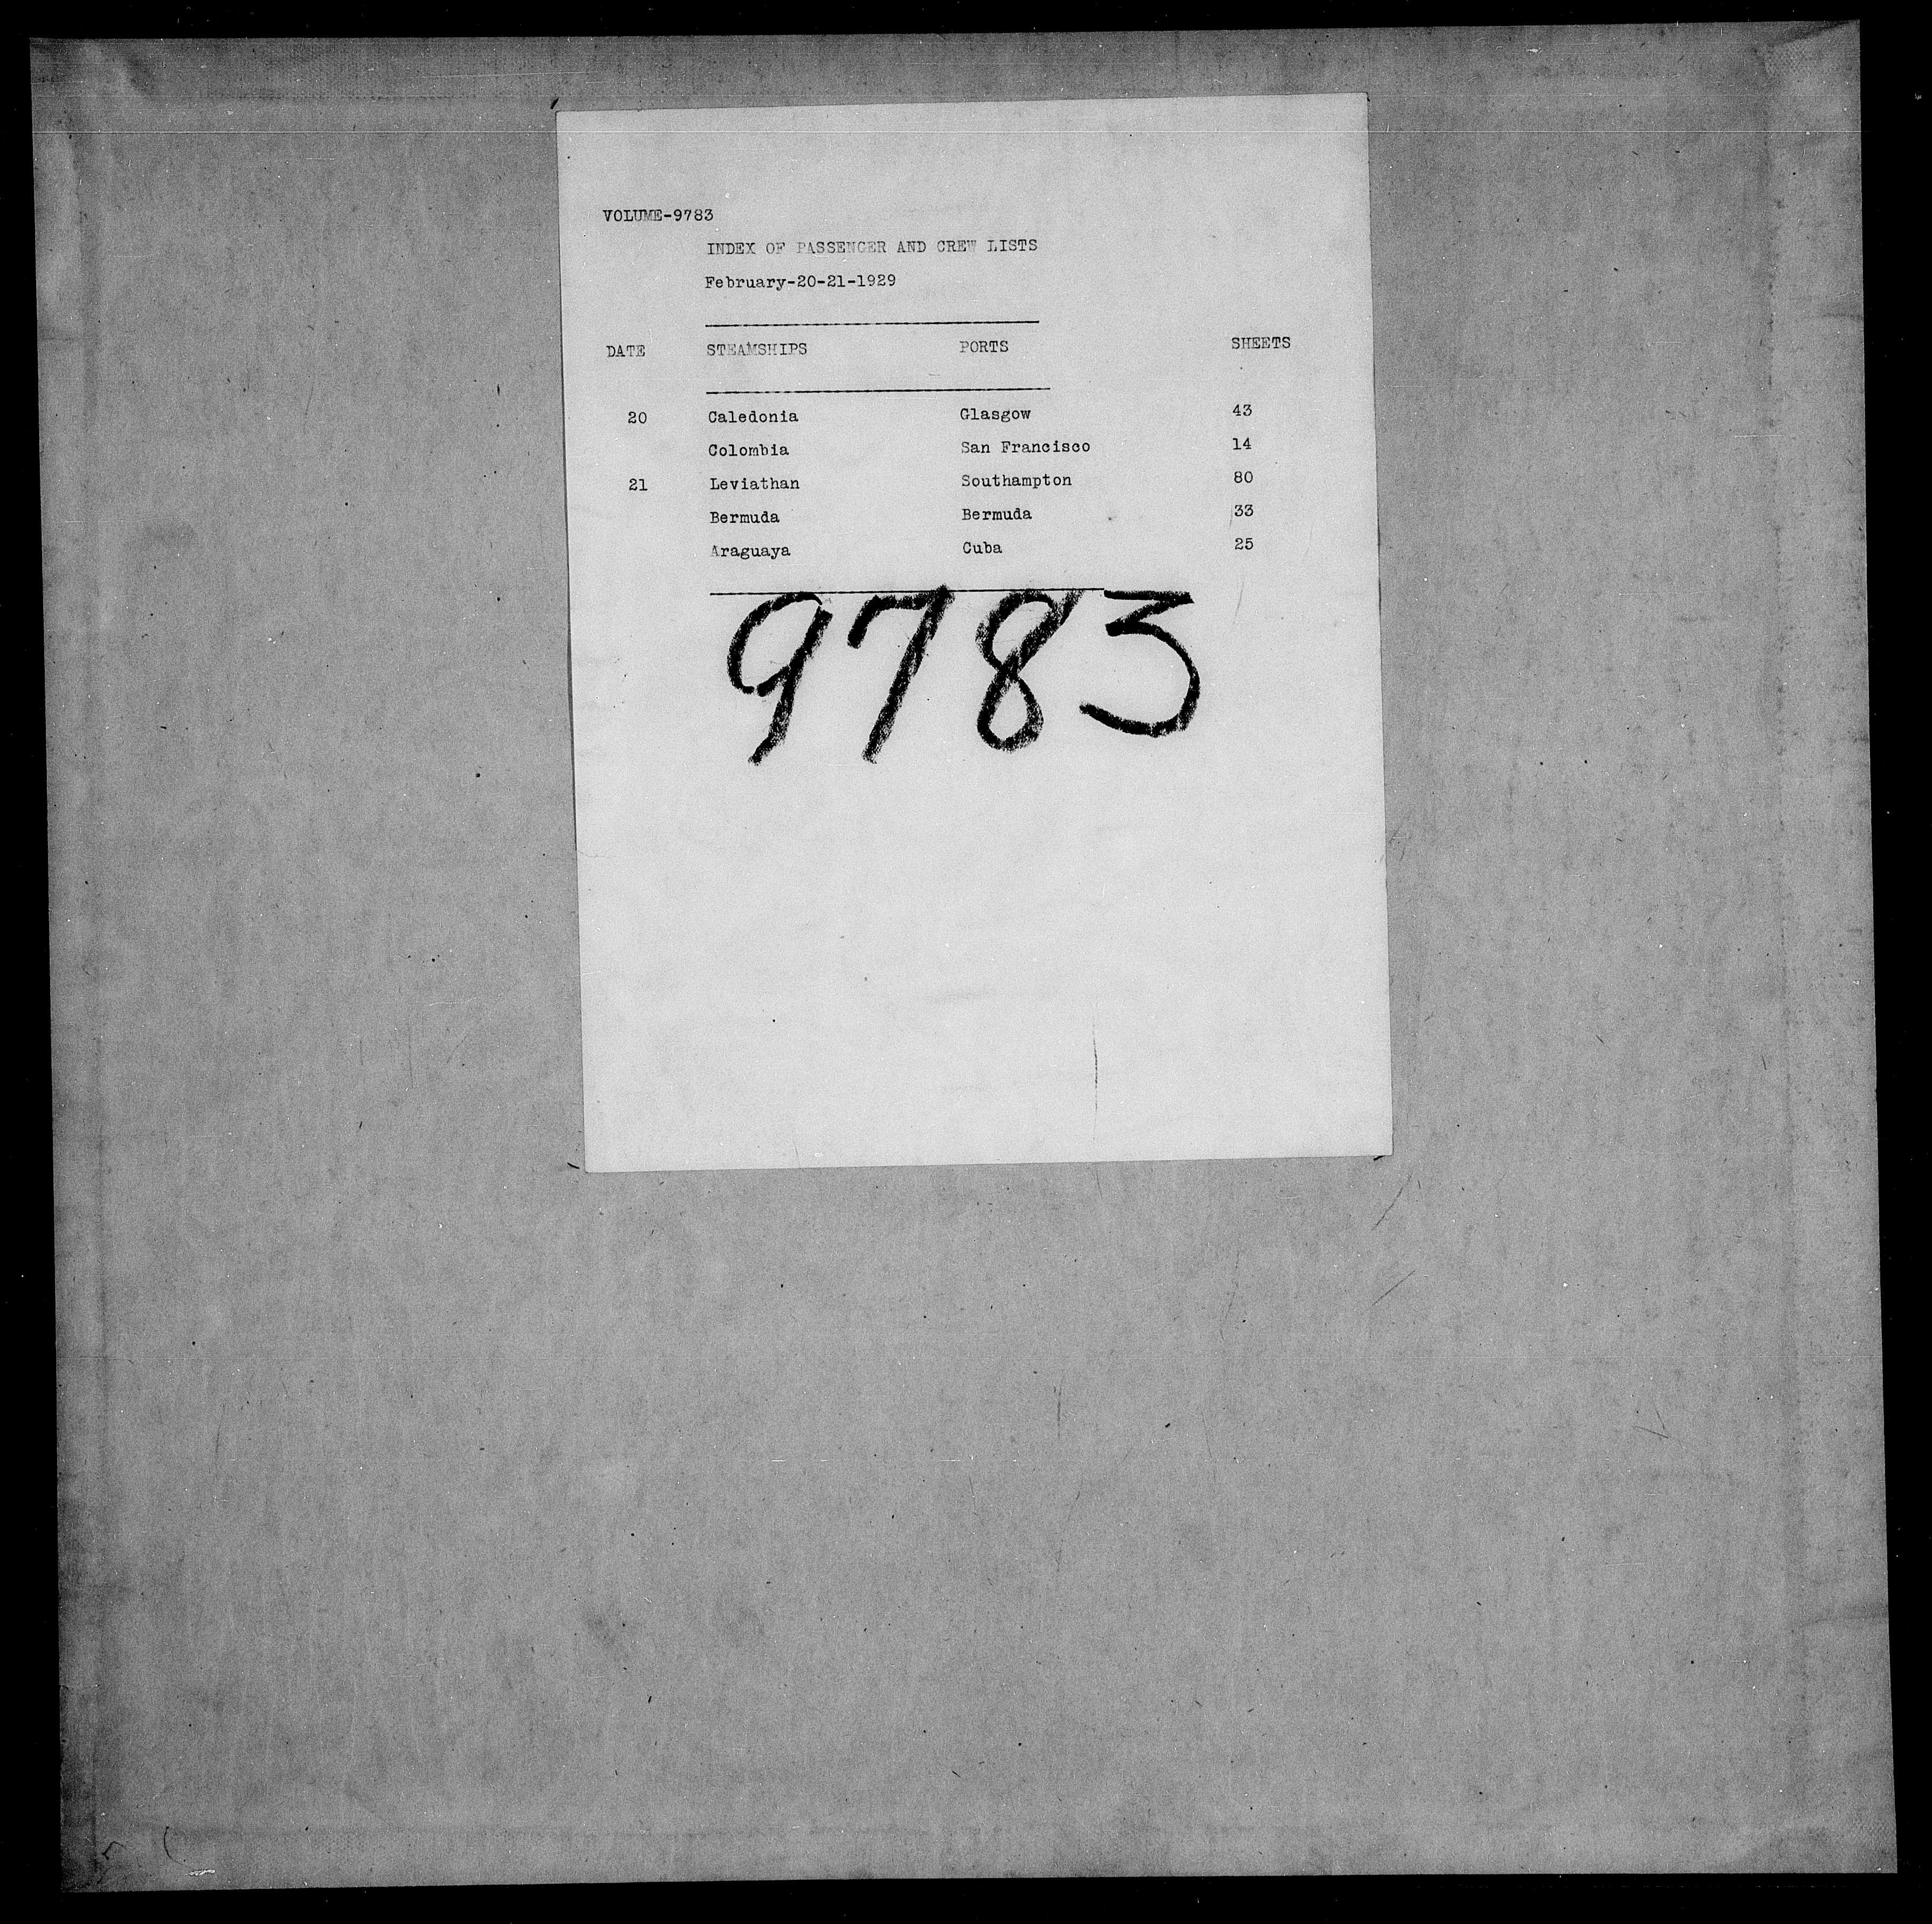 VOLUME-9783
INDEX OF PASSENGER AND CREW LISTS
February-20-21-1929
DATE STEAMSHIPS PORTS SHEETS
20 Caledonia Glasgow 43
Colombia San Francisco 14
21 Leviathan Southampton 80
Bermuda Bermuda 33
Araguaya Cuba 25
9783